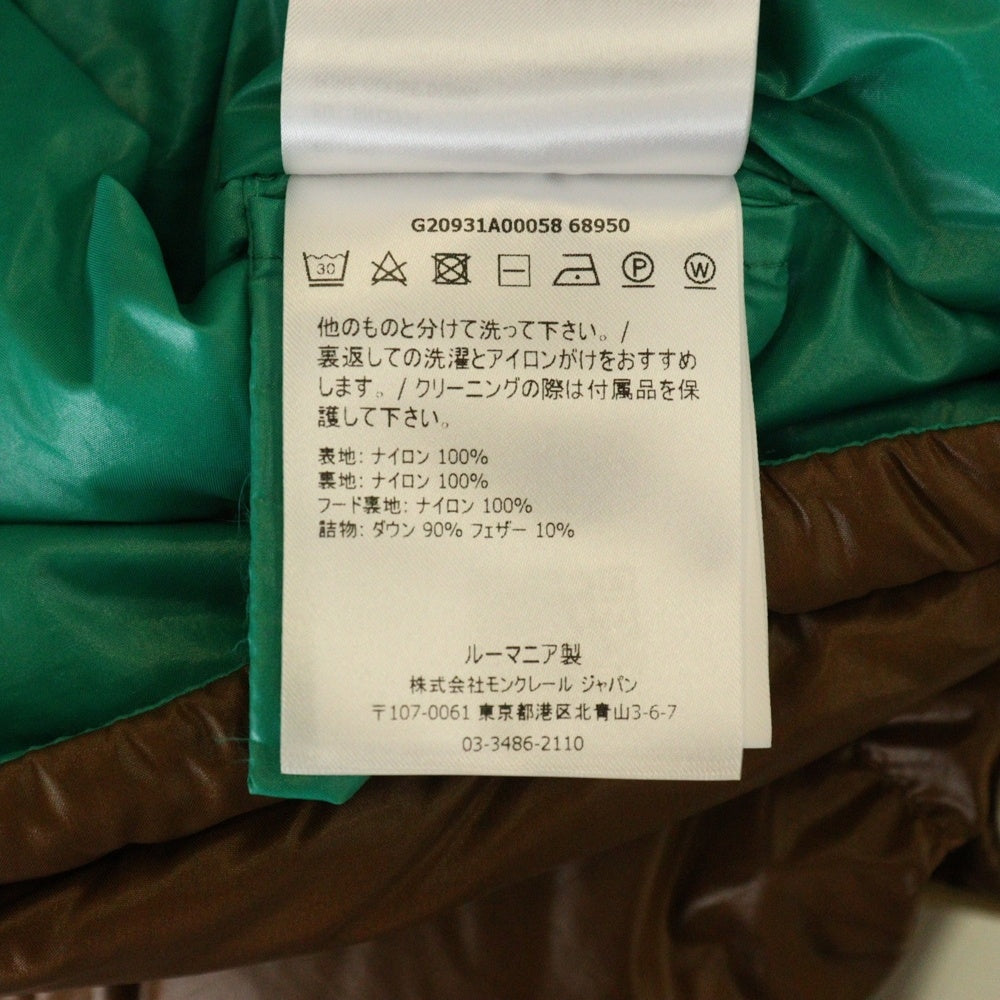 G20931A00058 68950
30
P
W
他のものと分けて洗って下さい。/
裏返しての洗濯とアイロンがけをおすすめ
します。/ クリーニングの際は付属品を保
護して下さい。
表地: ナイロン 100%
裏地: ナイロン 100%
フード裏地: ナイロン 100%
詰物: ダウン 90% フェザー 10%
ルーマニア製
株式会社モンクレール ジャパン
〒107-0061 東京都港区北青山3-6-7
03-3486-2110